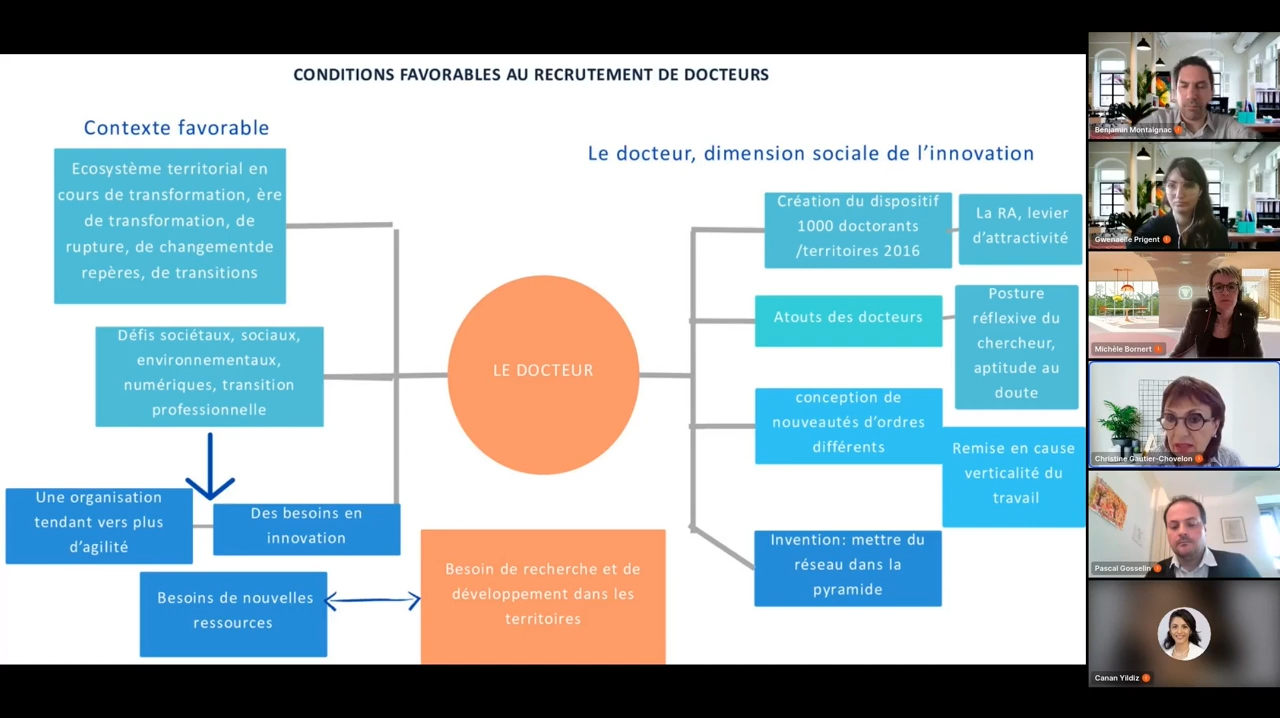 CONDITIONS FAVORABLES AU RECRUTEMENT DE DOCTEURS
Contexte favorable
Ecosystème territorial en
cours de transformation, ère
de transformation, de
rupture, de changementde
repères, de transitions
Défis sociétaux, sociaux,
environnementaux,
numériques, transition
professionnelle
Une organisation
tendant vers plus
d'agilité
Des besoins en
innovation
Besoins de nouvelles
ressources
LE DOCTEUR
Besoin de recherche et de
développement dans les
territoires
Le docteur, dimension sociale de l'innovation
Création du dispositif
1000 doctorants
/territoires 2016
La RA, levier
d'attractivité
Atouts des docteurs
Posture
réflexive du
chercheur,
aptitude au
doute
conception de
nouveautés d'ordres
différents
Remise en cause
verticalité du
travail
Invention: mettre du
réseau dans la
pyramide
Benjamin Montaignac
Gwenaelle Prigent
Michèle Bornert
Christine Gautier-Chovelon
Pascal Gosselin
Canan Yildiz